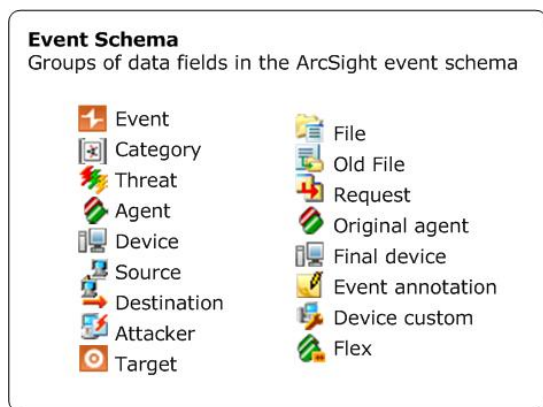 Event Schema
Groups of data fields in the ArcSight event schema
Event
Category
Threat
Agent
Device
Source
Destination
Attacker
Target
File
Old File
Request
Original agent
Final device
Event annotation
Device custom
Flex